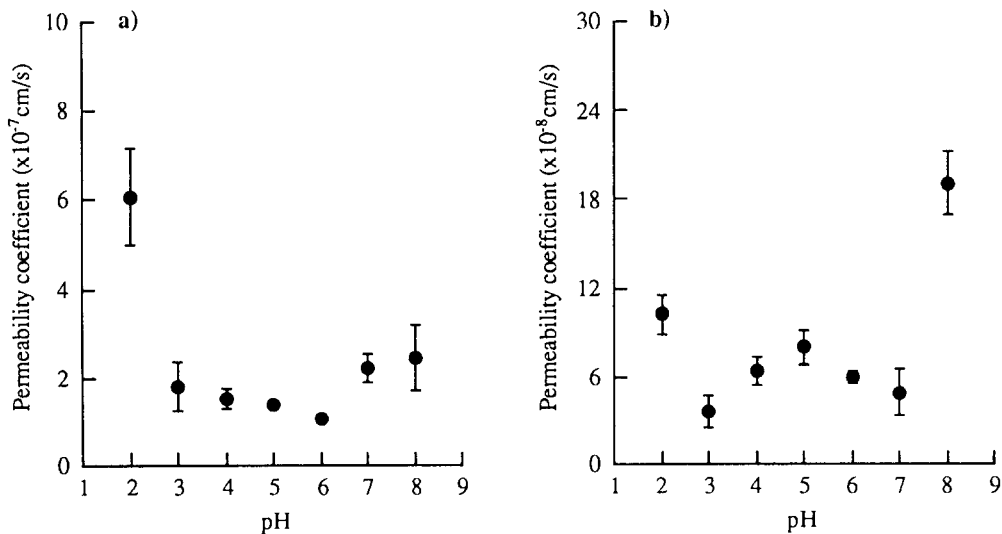 a)
Permeability coefficient (x10⁻⁷cm/s)
10
8
6
4
2
0
1 2 3 4 5 6 7 8 9
pH
b)
Permeability coefficient (x10⁻⁸cm/s)
30
24
18
12
6
0
1 2 3 4 5 6 7 8 9
pH